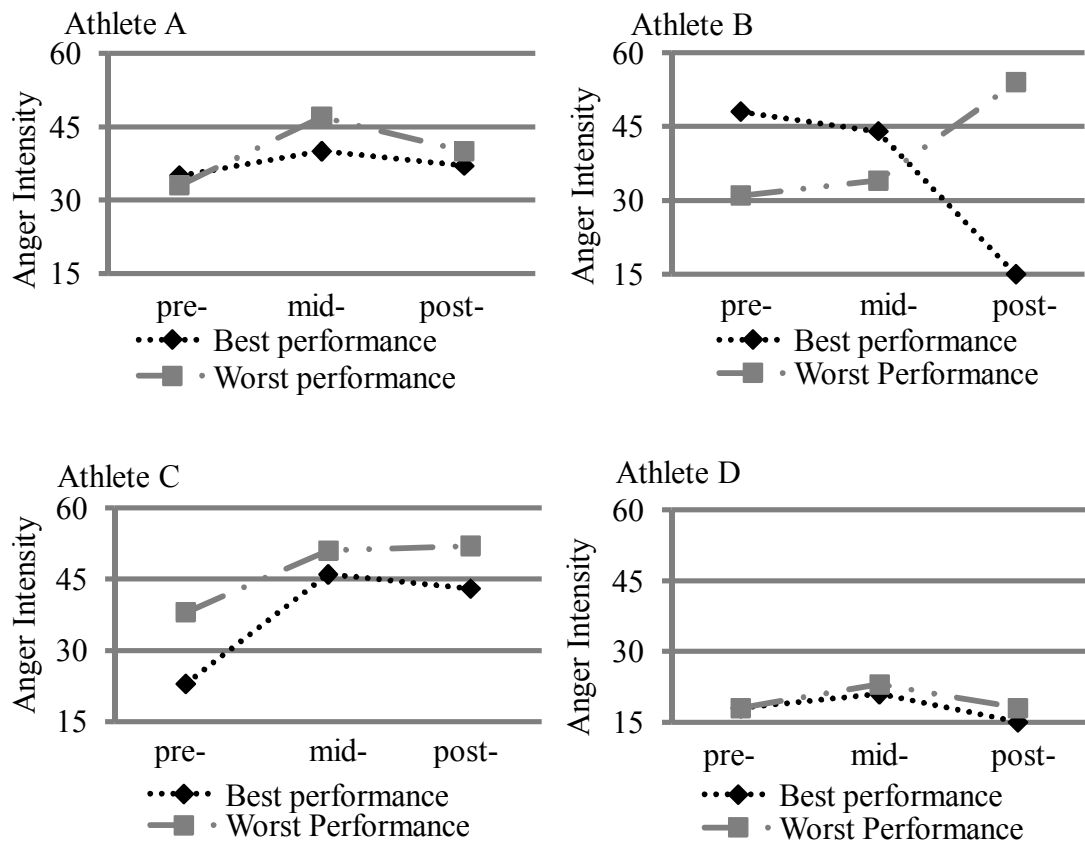 Athlete A
60
45
30
15
Anger Intensity
pre- mid- post-
Best performance
Worst performance
Athlete B
60
45
30
15
Anger Intensity
pre- mid- post-
Best performance
Worst Performance
Athlete C
60
45
30
15
Anger Intensity
pre- mid- post-
Best performance
Worst Performance
Athlete D
60
45
30
15
Anger Intensity
pre- mid- post-
Best performance
Worst Performance